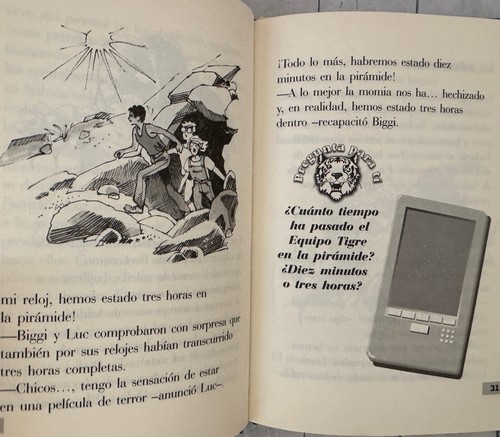 mi reloj, hemos estado tres horas en
la pirámide!
—Biggi y Luc comprobaron con sorpresa que
también por sus relojes habían transcurrido
tres horas completas.
—Chicos..., tengo la sensación de estar
en una película de terror –anunció Luc–.
¡Todo lo más, habremos estado diez
minutos en la pirámide!
—A lo mejor la momia nos ha... hechizado
y, en realidad, hemos estado tres horas
dentro –recapacitó Biggi.
Pregunta para ti
¿Cuánto tiempo
ha pasado el
Equipo Tigre
en la pirámide?
¿Diez minutos
o tres horas?
31